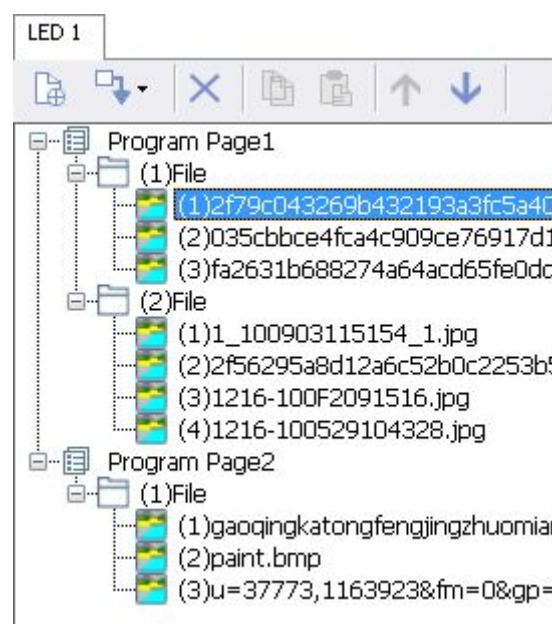 LED 1
Program Page1
(1)File
(1)2f79c043269b432193a3fc5a40
(2)035cbbce4fca4c909ce76917d1
(3)fa2631b688274a64acd65fe0dc
(2)File
(1)1_100903115154_1.jpg
(2)2f56295a8d12a6c52b0c2253b5
(3)1216-100F2091516.jpg
(4)1216-100529104328.jpg
Program Page2
(1)File
(1)gaoqingkatongfengjingzhuomian
(2)paint.bmp
(3)u=37773,1163923&fm=0&gp=